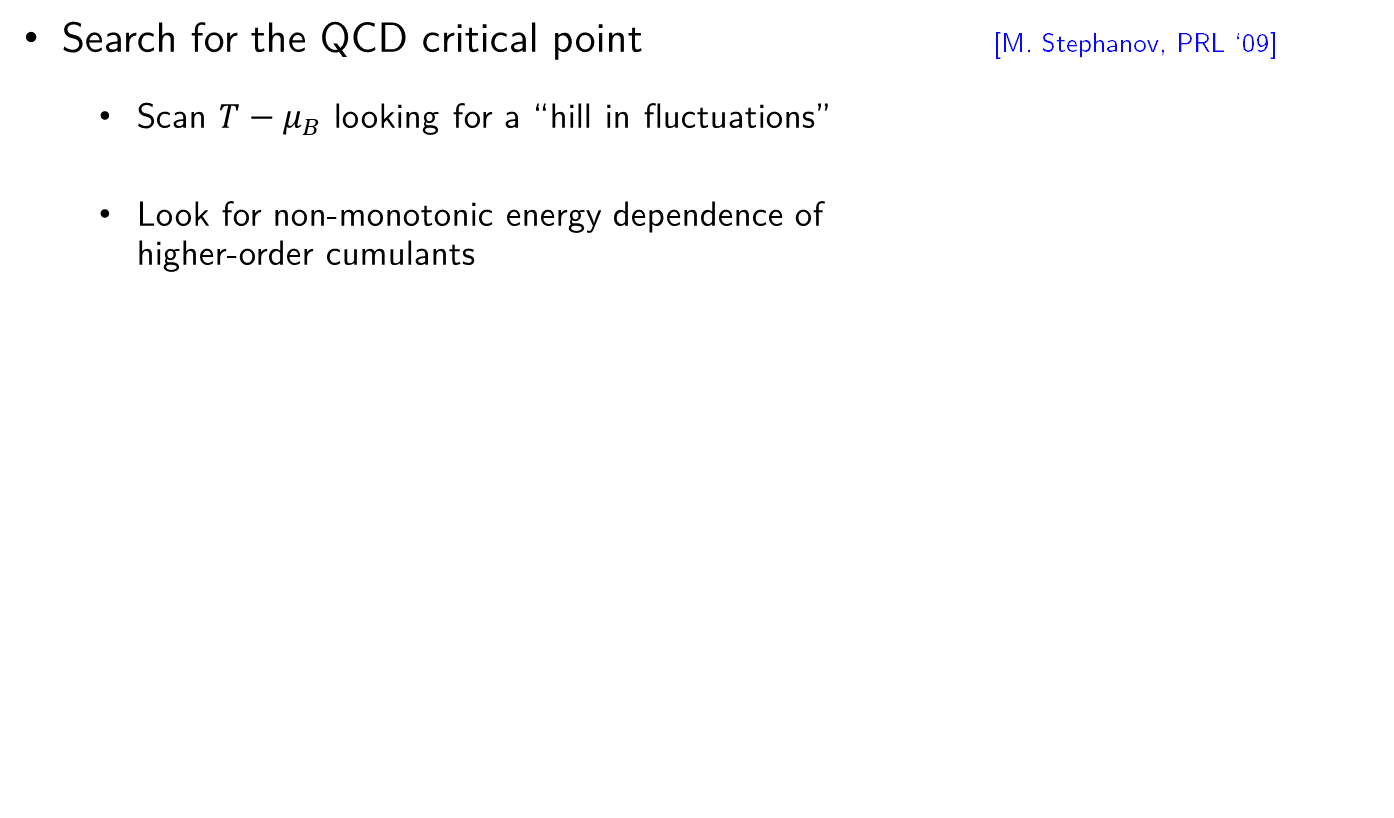 • Search for the QCD critical point [M. Stephanov, PRL ‘09]
• Scan T − μ_B looking for a “hill in fluctuations”
• Look for non-monotonic energy dependence of
higher-order cumulants